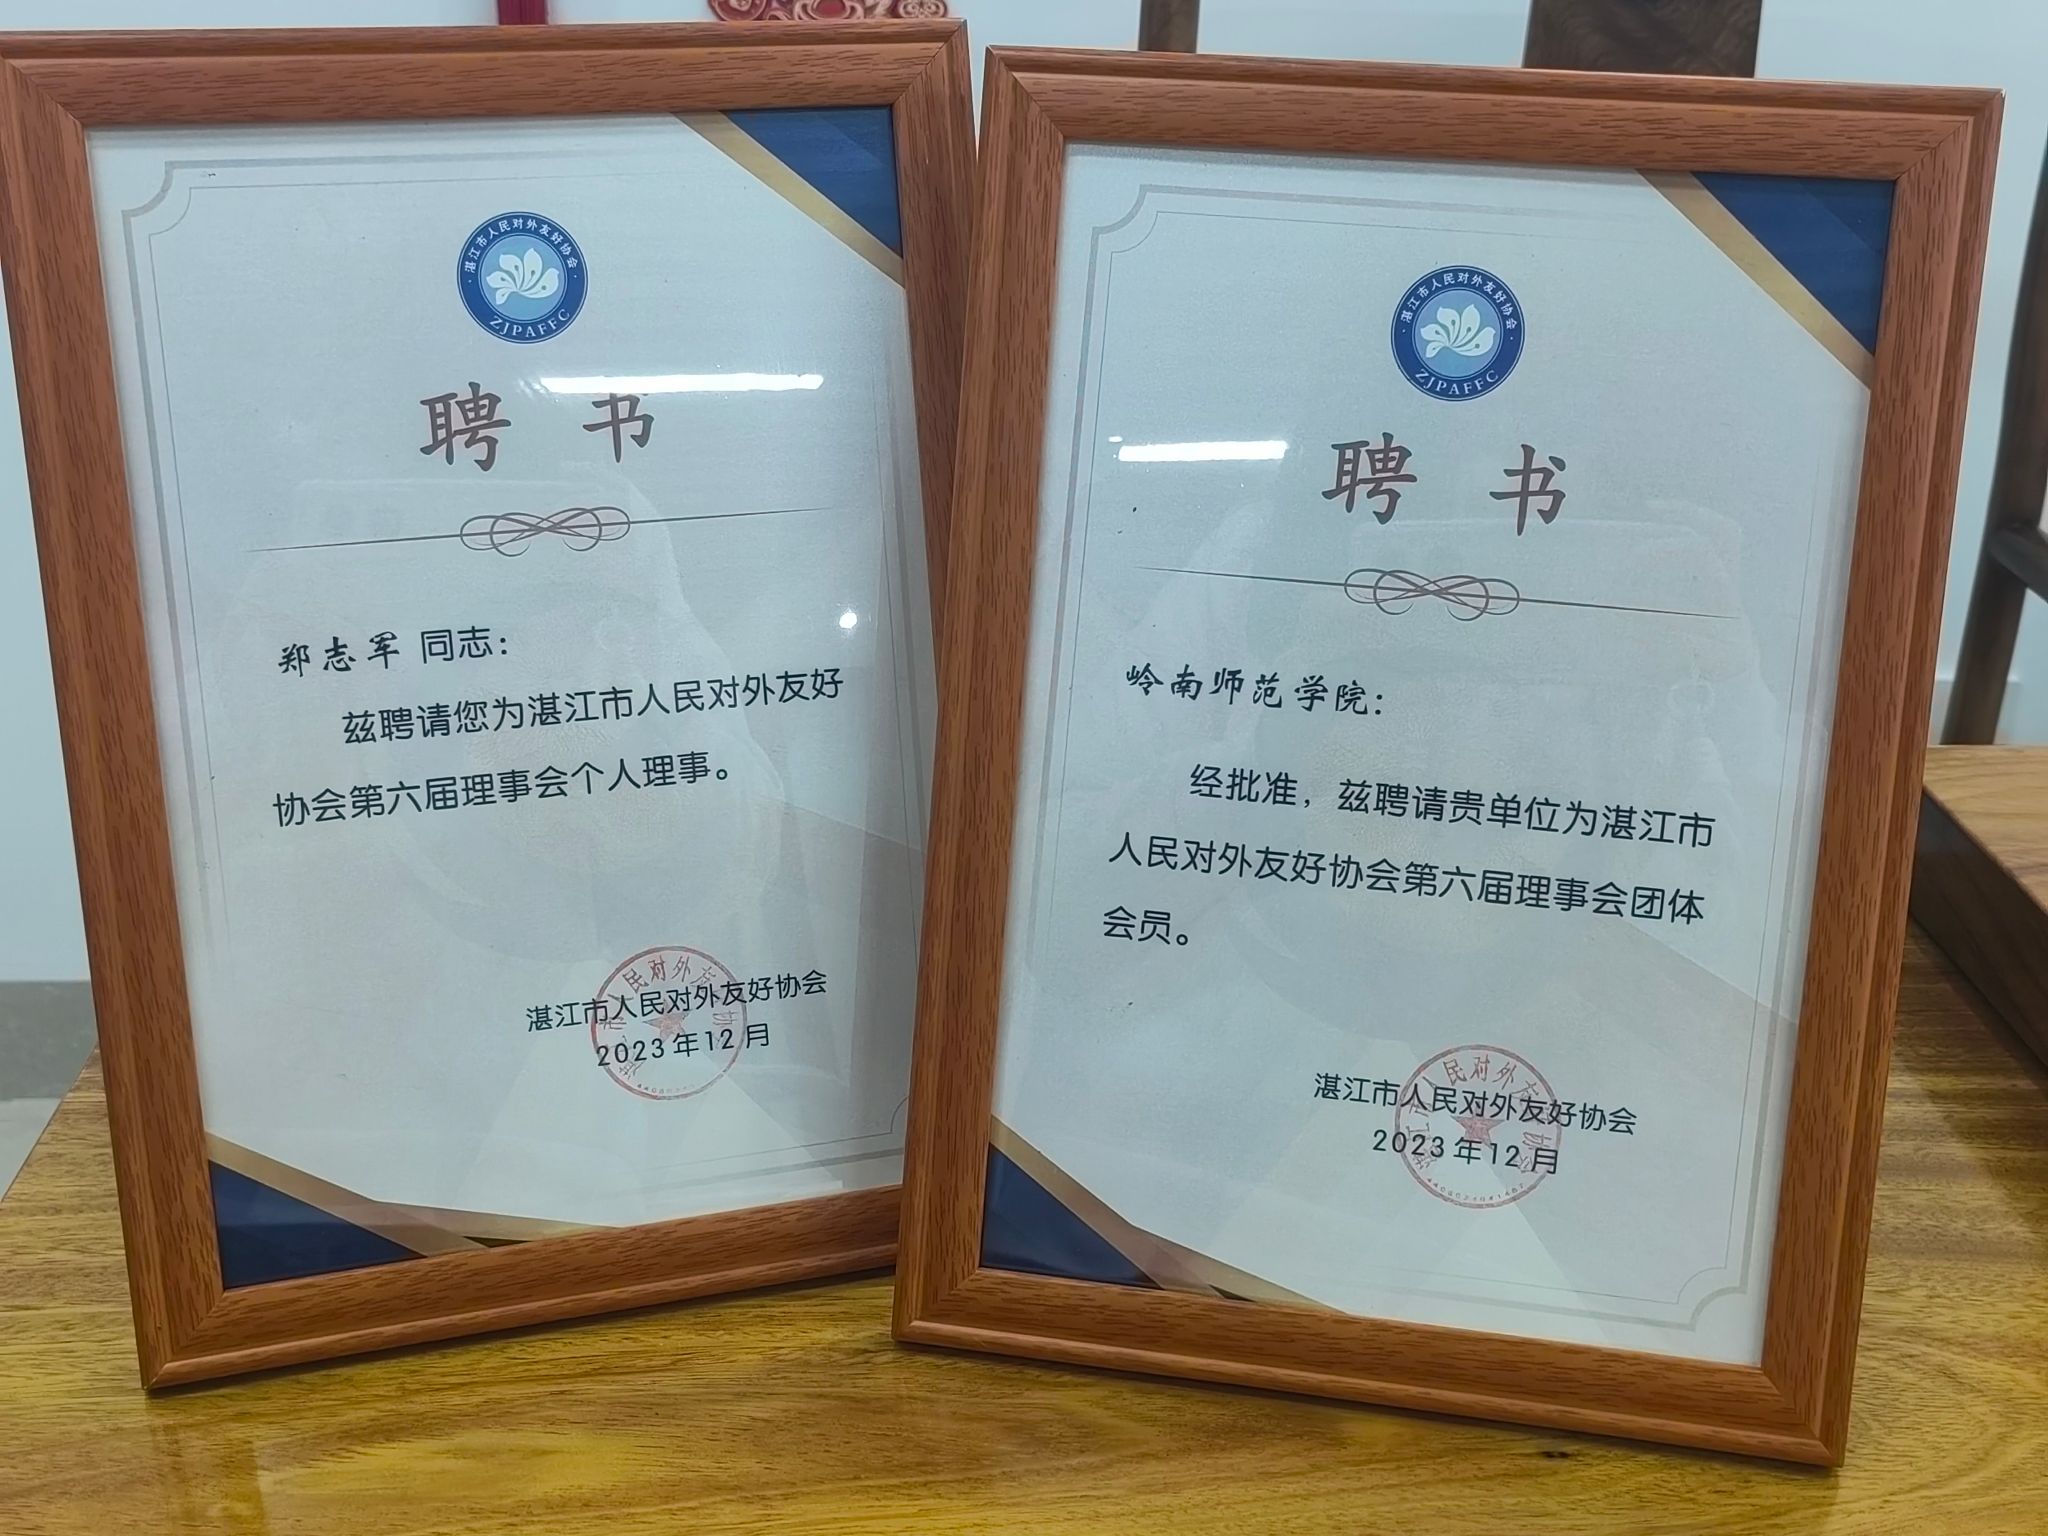 湛江市人民对外友好协会
ZJPAFFC
聘 书
郑志军 同志:
兹聘请您为湛江市人民对外友好
协会第六届理事会个人理事。
湛江市人民对外友好协会
2023年12月
湛江市人民对外友好协会
ZJPAFFC
聘 书
岭南师范学院:
经批准，兹聘请贵单位为湛江市
人民对外友好协会第六届理事会团体
会员。
湛江市人民对外友好协会
2023年12月